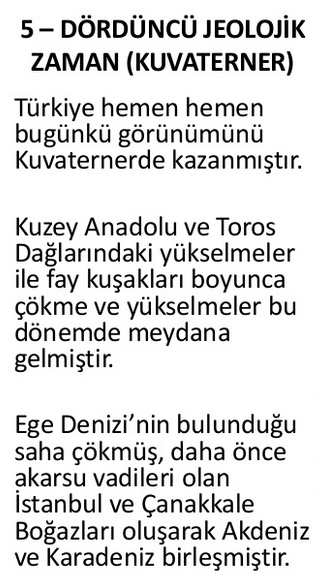 5 – DÖRDÜNCÜ JEOLOJİK
ZAMAN (KUVATERNER)
Türkiye hemen hemen
bugünkü görünümünü
Kuvaternerde kazanmıştır.
Kuzey Anadolu ve Toros
Dağlarındaki yükselmeler
ile fay kuşakları boyunca
çökme ve yükselmeler bu
dönemde meydana
gelmiştir.
Ege Denizi’nin bulunduğu
saha çökmüş, daha önce
akarsu vadileri olan
İstanbul ve Çanakkale
Boğazları oluşarak Akdeniz
ve Karadeniz birleşmiştir.